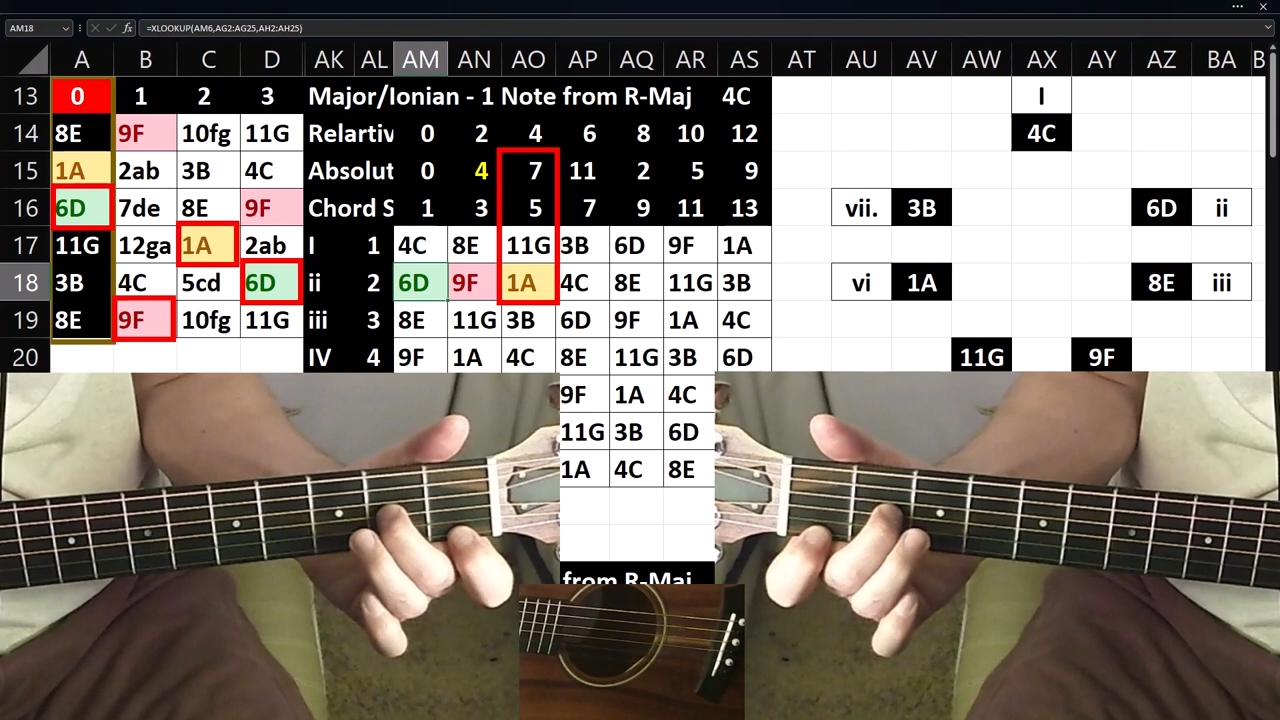 AM18 fx =XLOOKUP(AM6,AG2:AG25,AH2:AH25)
A B C D AK AL AM AN AO AP AQ AR AS AT AU AV AW AX AY AZ BA B
13 0 1 2 3 Major/Ionian - 1 Note from R-Maj 4C I
14 8E 9F 10fg 11G Relartiv 0 2 4 6 8 10 12 4C
15 1A 2ab 3B 4C Absolut 0 4 7 11 2 5 9
16 6D 7de 8E 9F Chord S 1 3 5 7 9 11 13 vii. 3B 6D ii
17 11G 12ga 1A 2ab I 1 4C 8E 11G 3B 6D 9F 1A
18 3B 4C 5cd 6D ii 2 6D 9F 1A 4C 8E 11G 3B vi 1A 8E iii
19 8E 9F 10fg 11G iii 3 8E 11G 3B 6D 9F 1A 4C
20 IV 4 9F 1A 4C 8E 11G 3B 6D 11G 9F
9F 1A 4C
11G 3B 6D
1A 4C 8E
from R-Maj